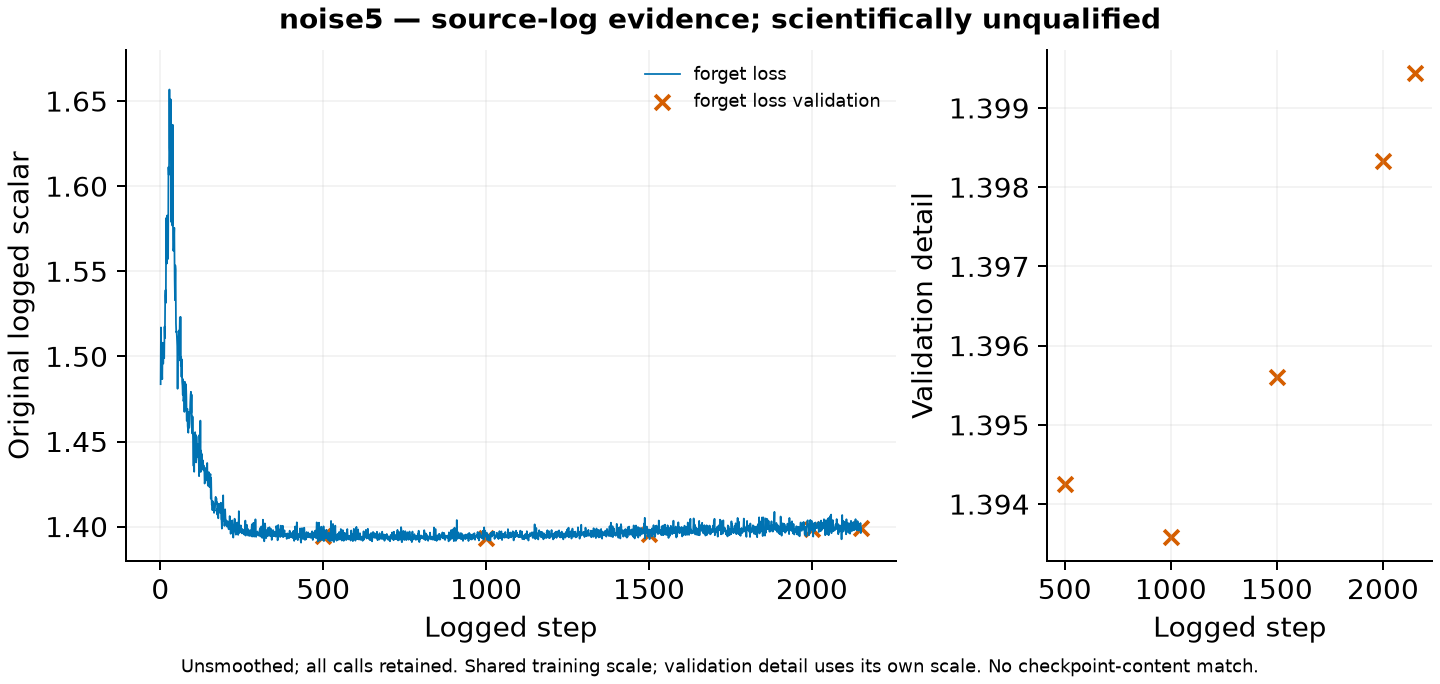 noise5 — source-log evidence; scientifically unqualified
Original logged scalar
1.65
1.60
1.55
1.50
1.45
1.40
0
500
1000
1500
2000
Logged step
forget loss
forget loss validation
Validation detail
1.399
1.398
1.397
1.396
1.395
1.394
500
1000
1500
2000
Logged step
Unsmoothed; all calls retained. Shared training scale; validation detail uses its own scale. No checkpoint-content match.